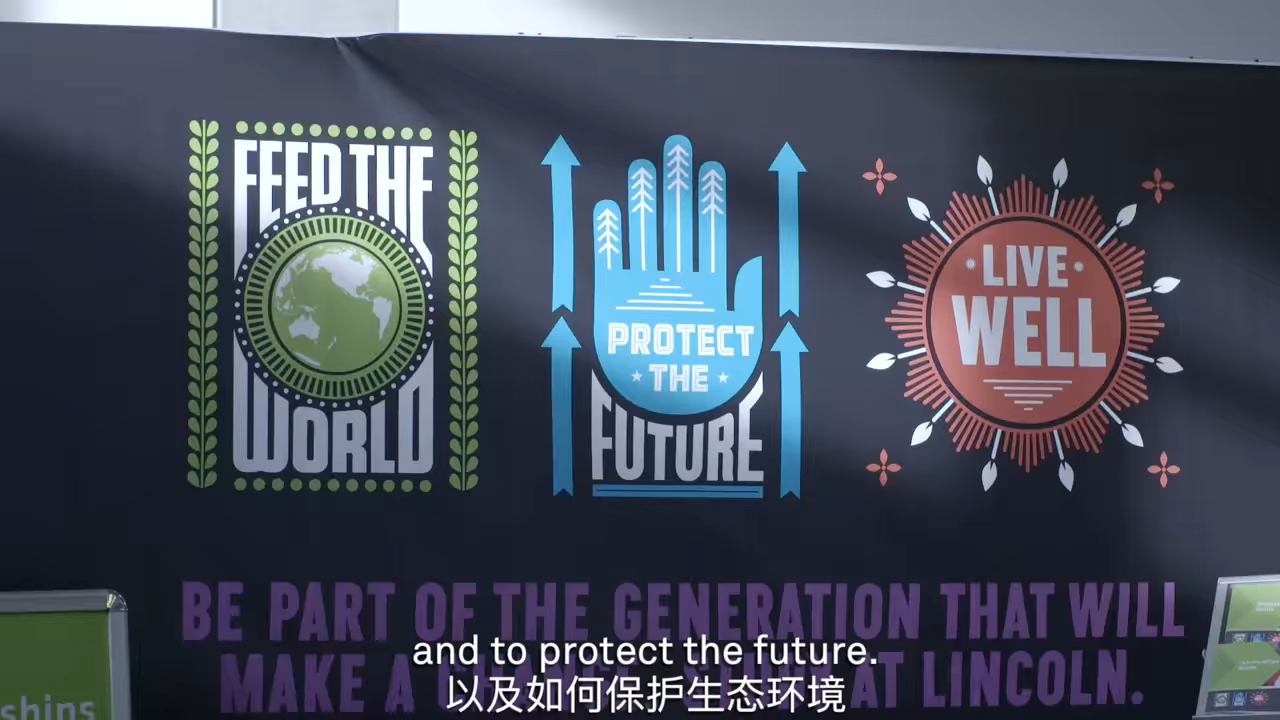 FEED THE
WORLD
PROTECT
THE
FUTURE
LIVE
WELL
BE PART OF THE GENERATION THAT WILL
MAKE A AT LINCOLN.
and to protect the future.
以及如何保护生态环境
ships